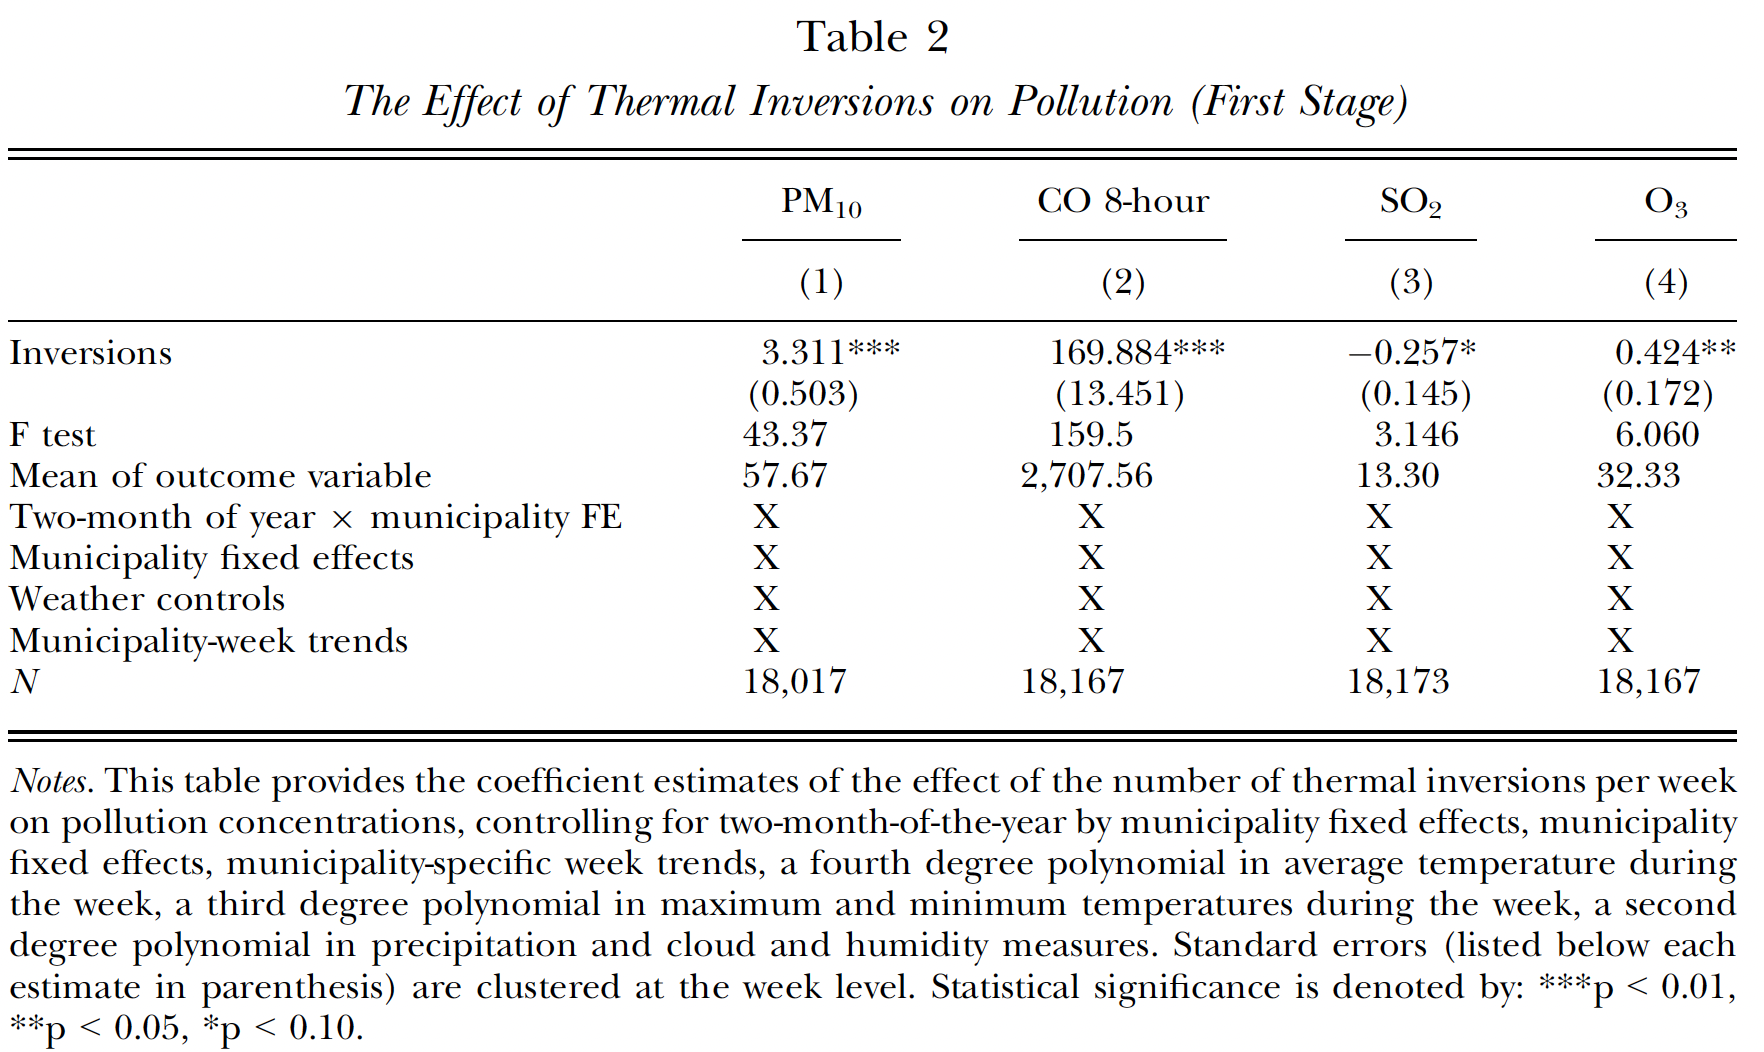 Table 2
The Effect of Thermal Inversions on Pollution (First Stage)
PM10 CO 8-hour SO2 O3
(1) (2) (3) (4)
Inversions 3.311*** 169.884*** −0.257* 0.424**
(0.503) (13.451) (0.145) (0.172)
F test 43.37 159.5 3.146 6.060
Mean of outcome variable 57.67 2,707.56 13.30 32.33
Two-month of year × municipality FE X X X X
Municipality fixed effects X X X X
Weather controls X X X X
Municipality-week trends X X X X
N 18,017 18,167 18,173 18,167
Notes. This table provides the coefficient estimates of the effect of the number of thermal inversions per week
on pollution concentrations, controlling for two-month-of-the-year by municipality fixed effects, municipality
fixed effects, municipality-specific week trends, a fourth degree polynomial in average temperature during
the week, a third degree polynomial in maximum and minimum temperatures during the week, a second
degree polynomial in precipitation and cloud and humidity measures. Standard errors (listed below each
estimate in parenthesis) are clustered at the week level. Statistical significance is denoted by: ***p < 0.01,
**p < 0.05, *p < 0.10.